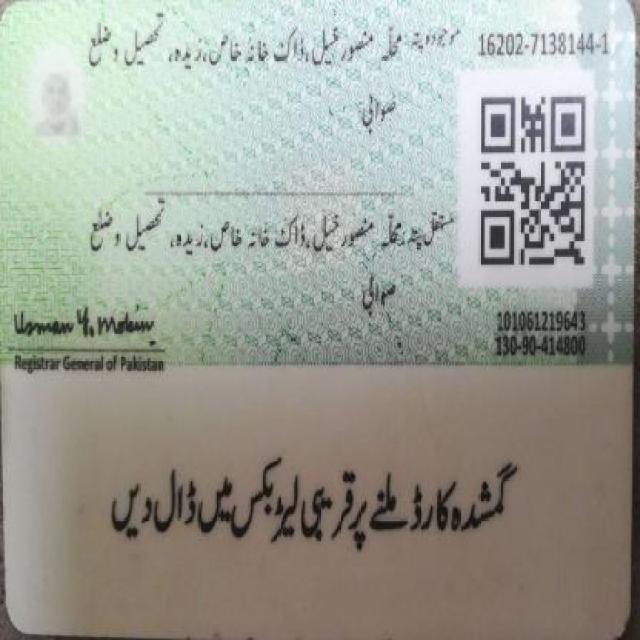 16202-7138144-1
موجودہ پتہ: محلہ منصور خیل، ڈاک خانہ خاص، زیدہ، تحصیل و ضلع
صوابی
مستقل پتہ: محلہ منصور خیل، ڈاک خانہ خاص، زیدہ، تحصیل و ضلع
صوابی
Usman Y. Mobin
Registrar General of Pakistan
101061219643
130-90-414800
گمشدہ کارڈ ملنے پر قریبی لیٹر بکس میں ڈال دیں